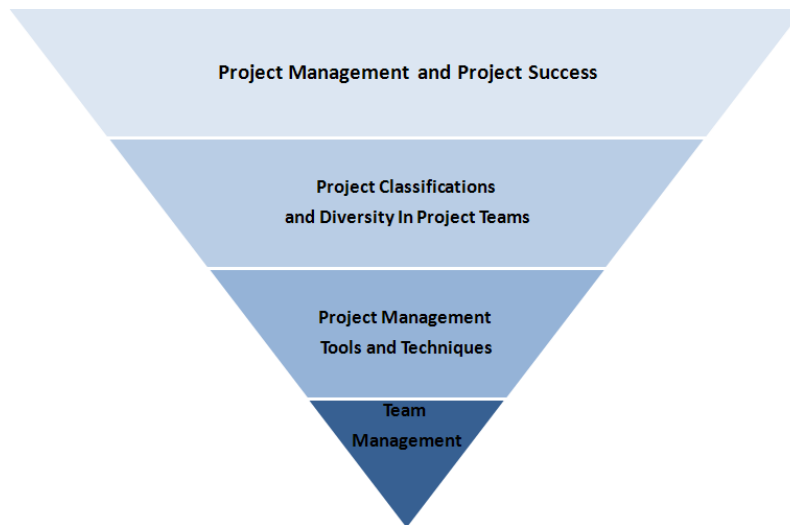 Project Management and Project Success
Project Classifications
and Diversity In Project Teams
Project Management
Tools and Techniques
Team
Management